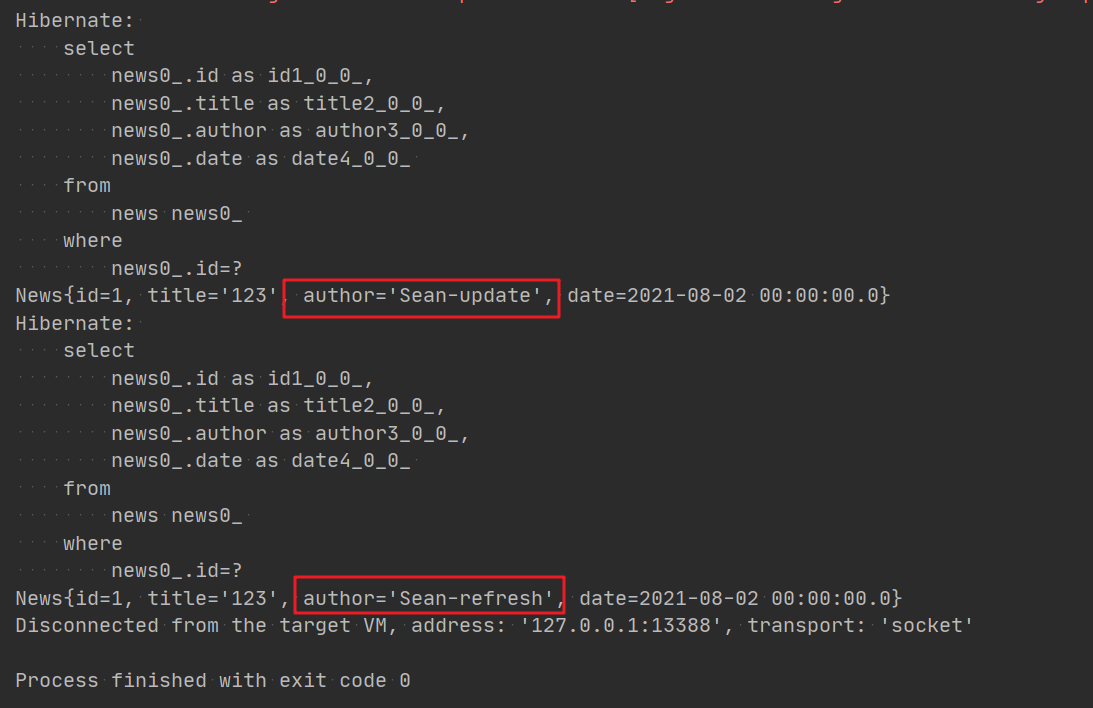 Hibernate:
    select
        news0_.id as id1_0_0_,
        news0_.title as title2_0_0_,
        news0_.author as author3_0_0_,
        news0_.date as date4_0_0_
    from
        news news0_
    where
        news0_.id=?
News{id=1, title='123', author='Sean-update', date=2021-08-02 00:00:00.0}
Hibernate:
    select
        news0_.id as id1_0_0_,
        news0_.title as title2_0_0_,
        news0_.author as author3_0_0_,
        news0_.date as date4_0_0_
    from
        news news0_
    where
        news0_.id=?
News{id=1, title='123', author='Sean-refresh', date=2021-08-02 00:00:00.0}
Disconnected from the target VM, address: '127.0.0.1:13388', transport: 'socket'
Process finished with exit code 0